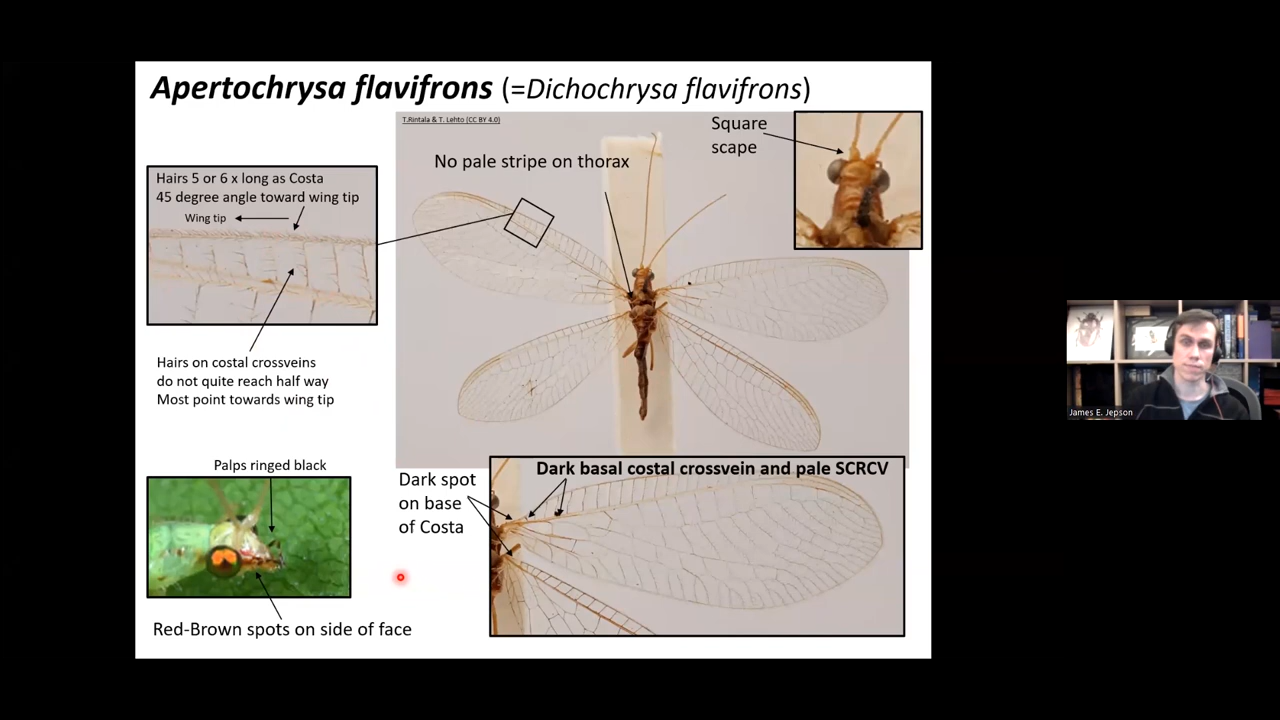 Apertochrysa flavifrons (=Dichochrysa flavifrons)
T.Rintala & T. Lehto (CC BY 4.0)
Square
scape
No pale stripe on thorax
Hairs 5 or 6 x long as Costa
45 degree angle toward wing tip
Wing tip
Hairs on costal crossveins
do not quite reach half way
Most point towards wing tip
Palps ringed black
Dark spot
on base
of Costa
Dark basal costal crossvein and pale SCRCV
Red-Brown spots on side of face
James E. Jepson